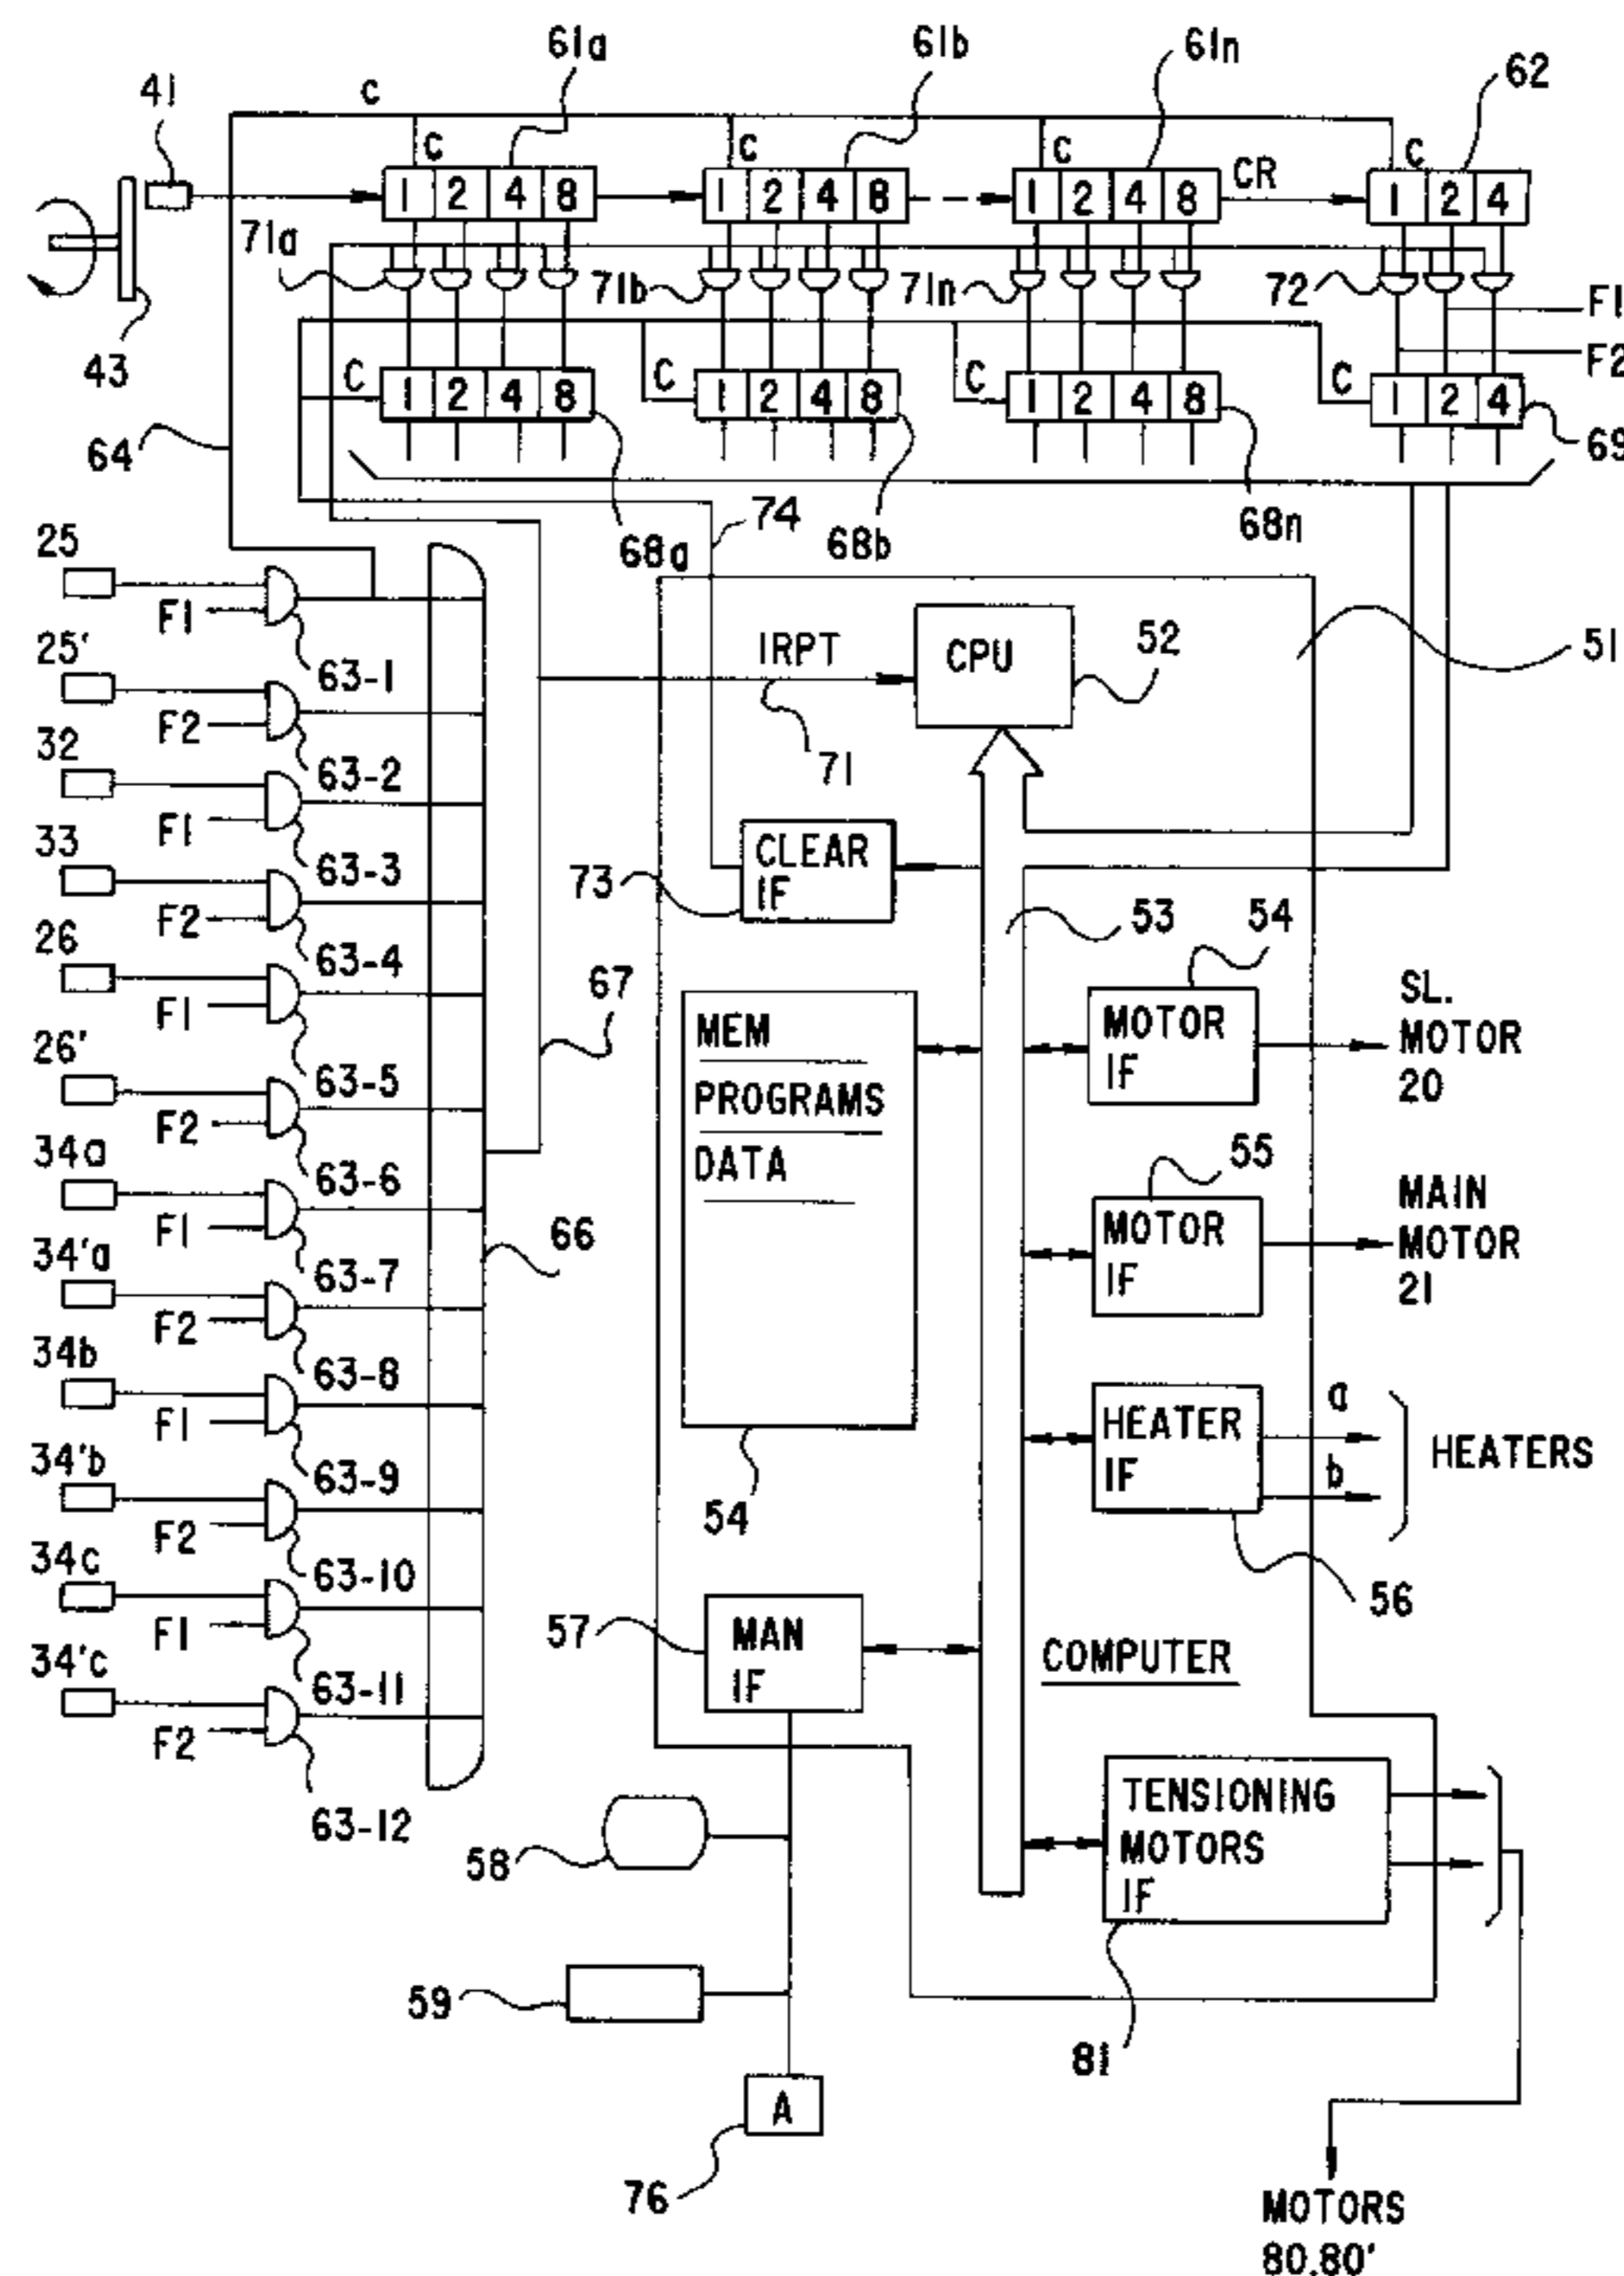 61a 61b 61n 62
41 C
C C C C
1 2 4 8 1 2 4 8 1 2 4 8 CR 1 2 4
71a 71b 71n 72
F1
F2
43
C 1 2 4 8 C 1 2 4 8 C 1 2 4 8 C 1 2 4
64 69
74
68a 68b 68n
25
F1 63-1
25'
F2 63-2
32
F1 63-3
33
F2 63-4
26
F1 63-5
26'
F2 63-6
34a
F1 63-7
34'a
F2 63-8
34b
F1 63-9
34'b
F2 63-10
34c
F1 63-11
34'c
F2 63-12
67
66
IRPT
71
CPU
52
51
CLEAR
IF
73
53
54
MEM
PROGRAMS
DATA
54
MOTOR
IF
SL.
MOTOR
20
55
MOTOR
IF
MAIN
MOTOR
21
HEATER
IF
a
b
HEATERS
56
57
MAN
IF
COMPUTER
58
TENSIONING
MOTORS
IF
59
81
A
76
MOTORS
80,80'